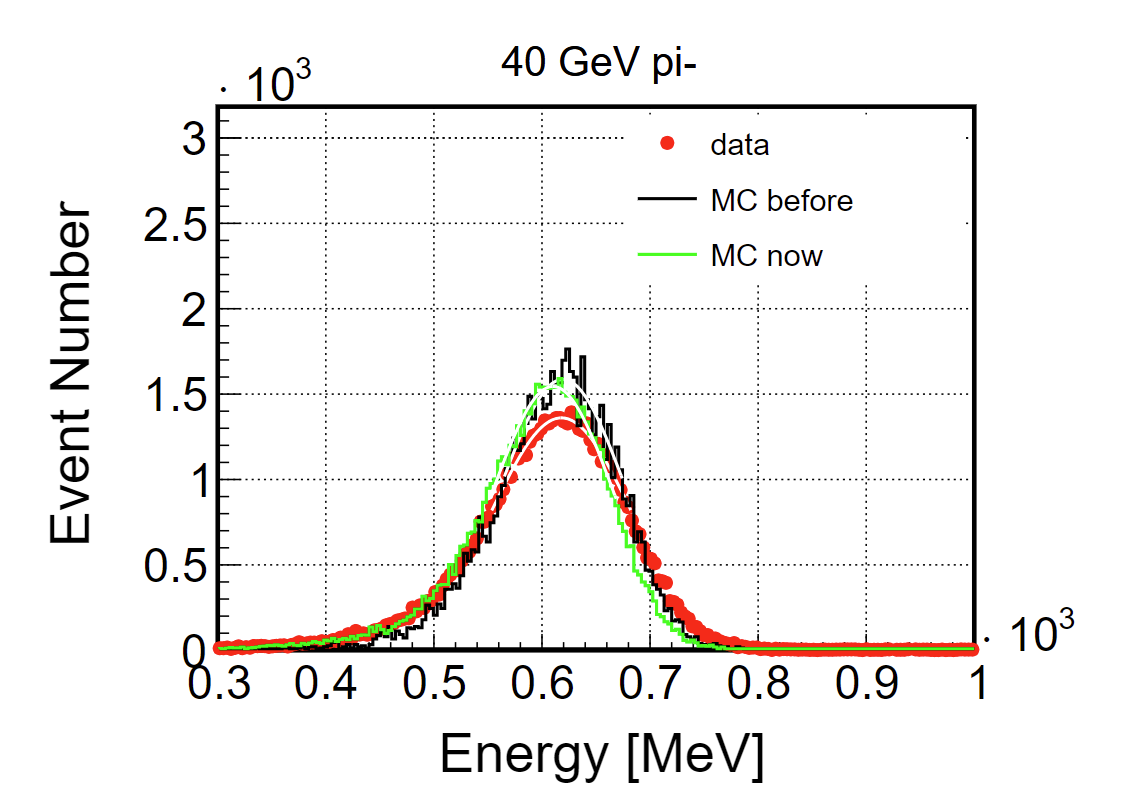 40 GeV pi-
· 10³
data
MC before
MC now
3
2.5
2
1.5
1
0.5
0
Event Number
0.3 0.4 0.5 0.6 0.7 0.8 0.9 1
· 10³
Energy [MeV]